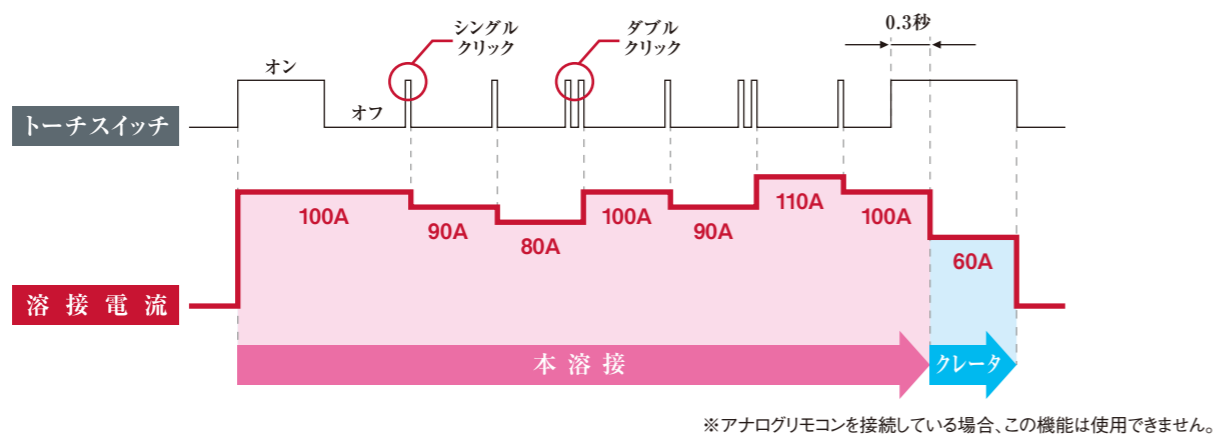 シングル
クリック
ダブル
クリック
0.3秒
オン
オフ
トーチスイッチ
100A
90A
80A
100A
90A
110A
100A
60A
溶接電流
本溶接
クレータ
※アナログリモコンを接続している場合、この機能は使用できません。